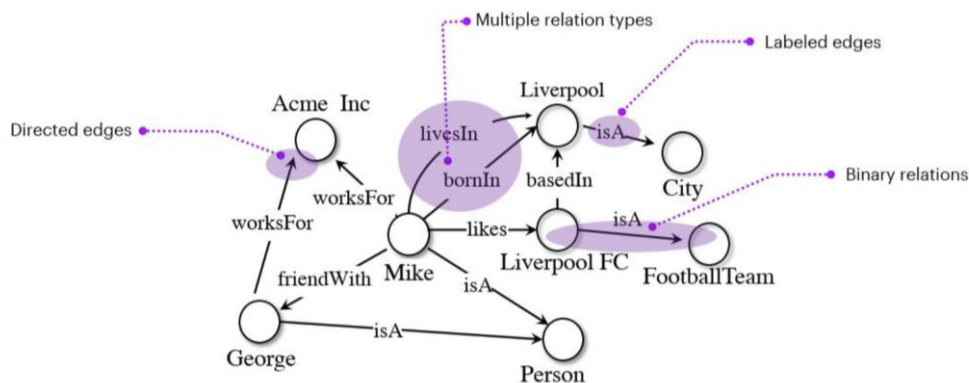 Multiple relation types
Labeled edges
Liverpool
Acme Inc
Directed edges
livesIn
isA
City
bornIn
basedIn
Binary relations
worksFor
worksFor
likes
isA
Mike
Liverpool FC
FootballTeam
friendWith
isA
isA
George
Person